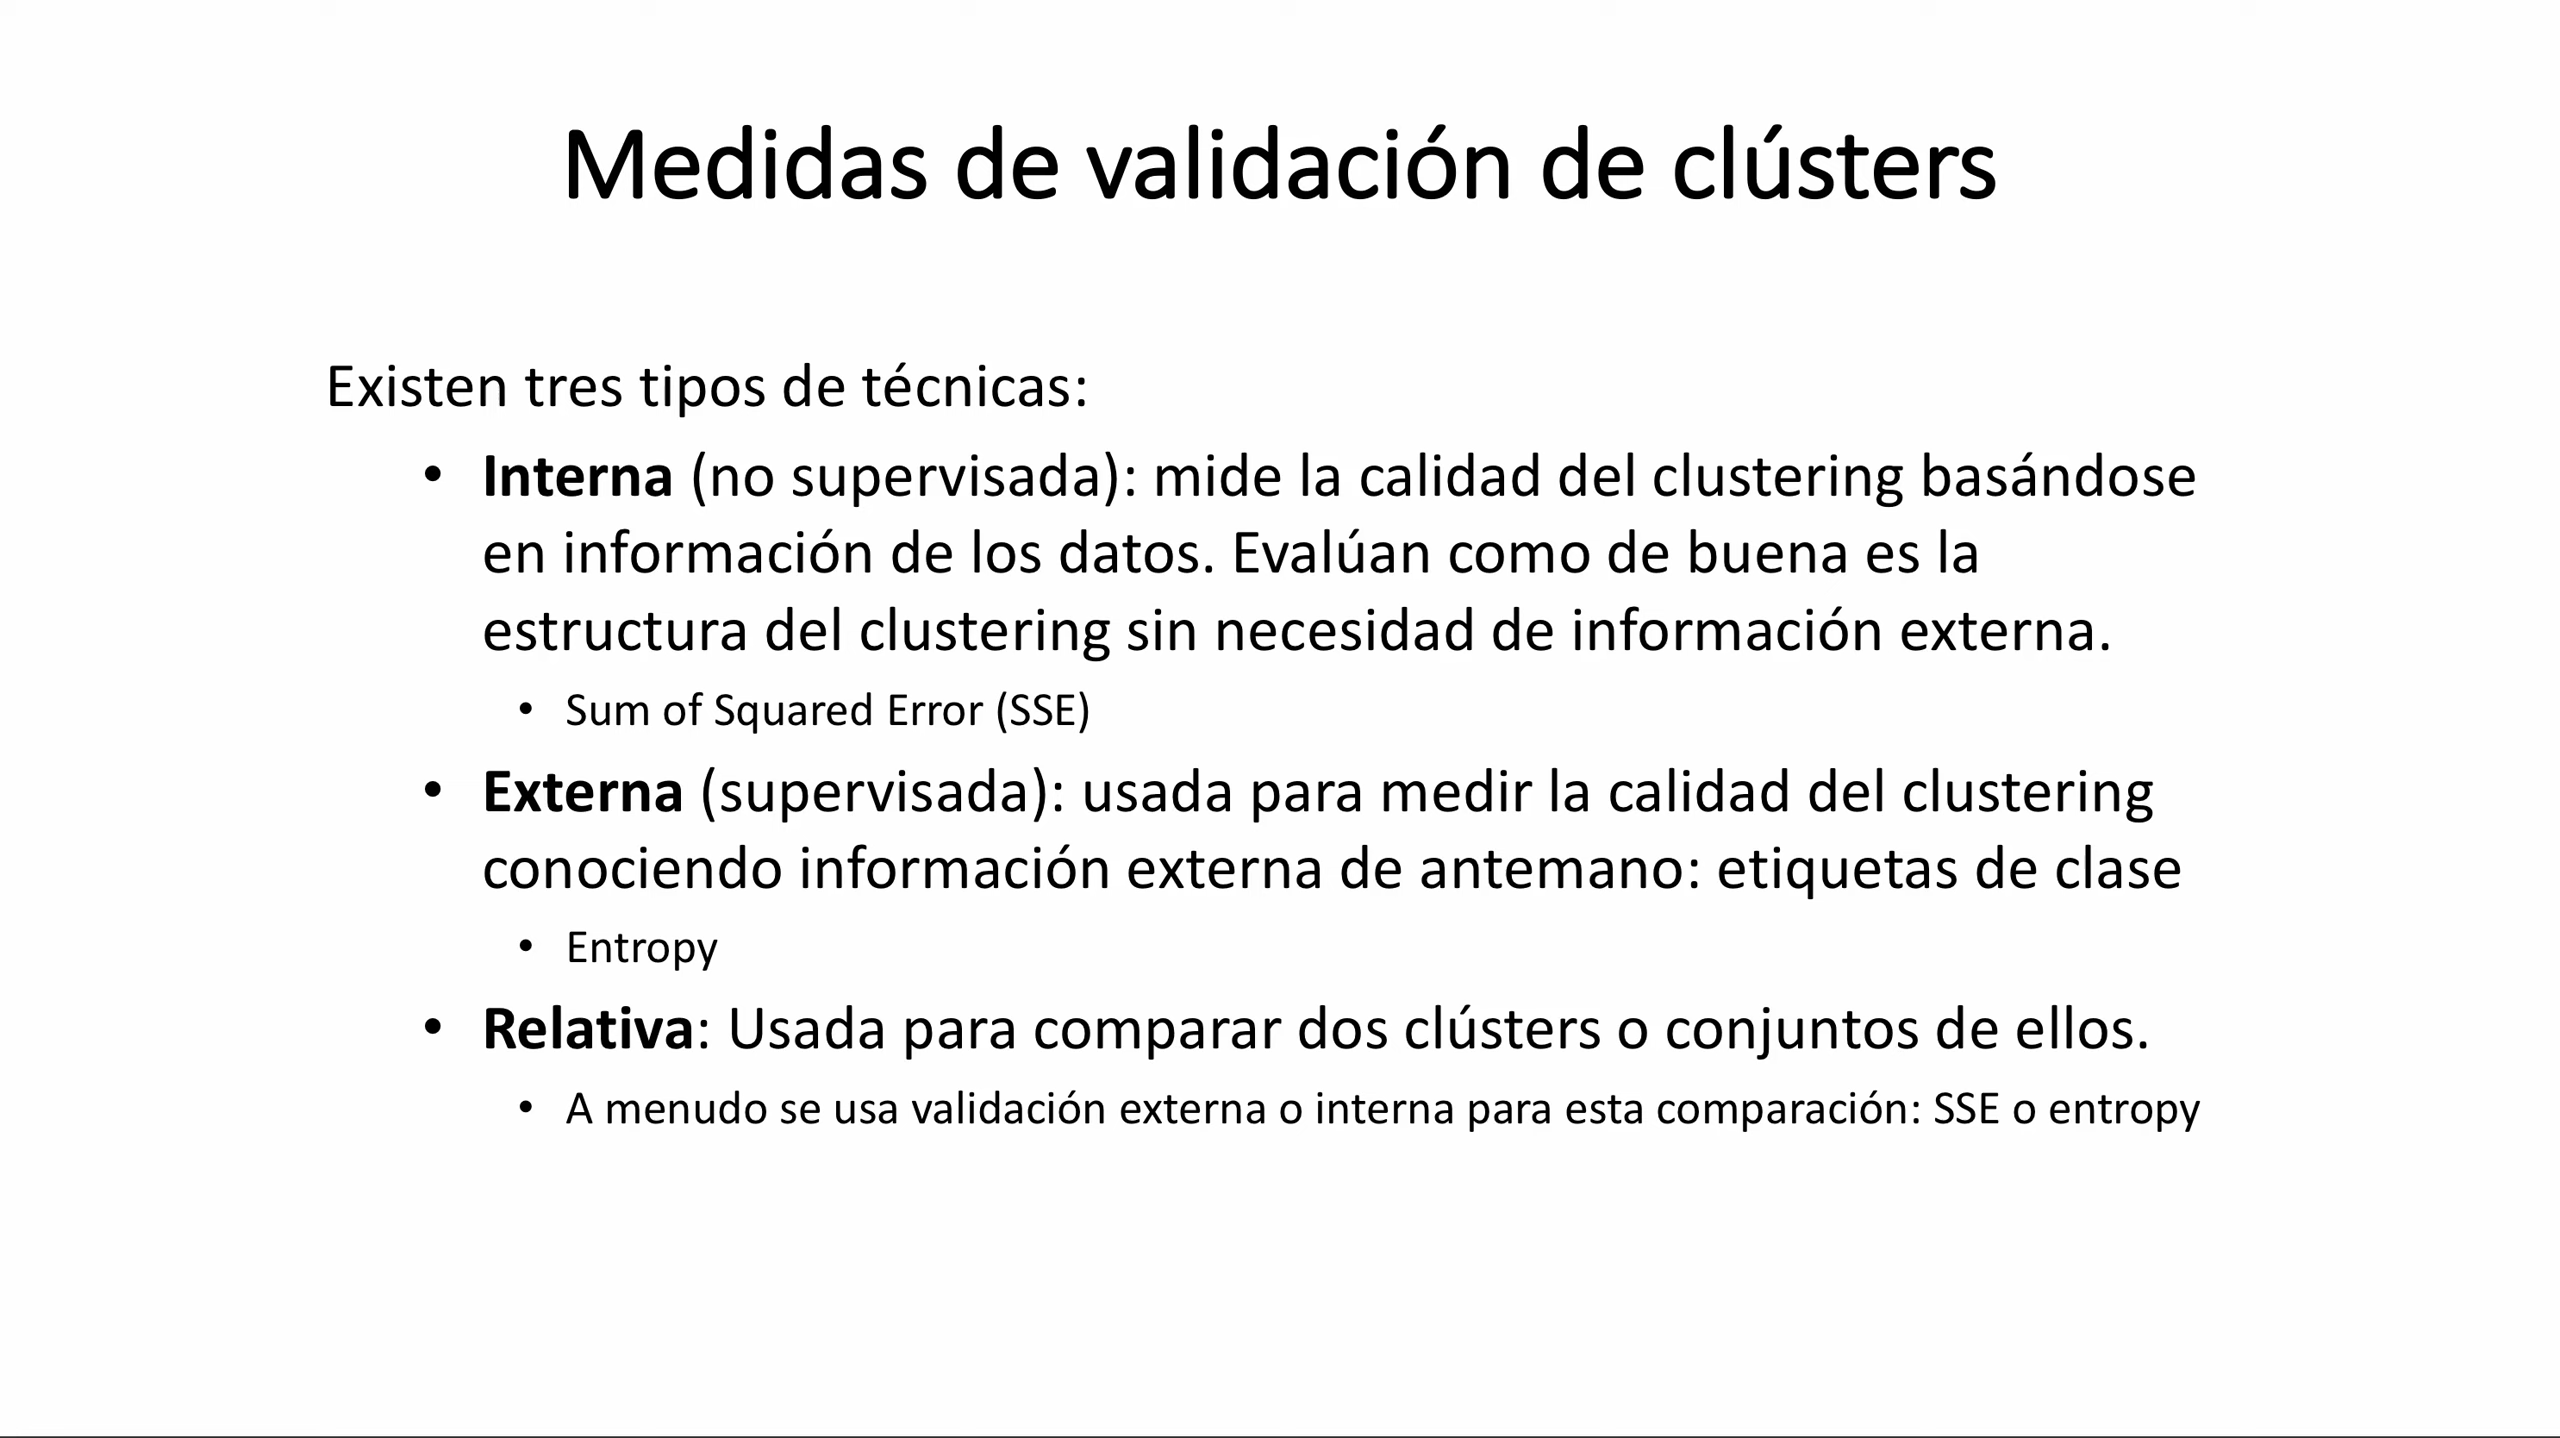 Medidas de validación de clústers
Existen tres tipos de técnicas:
• Interna (no supervisada): mide la calidad del clustering basándose
en información de los datos. Evalúan como de buena es la
estructura del clustering sin necesidad de información externa.
• Sum of Squared Error (SSE)
• Externa (supervisada): usada para medir la calidad del clustering
conociendo información externa de antemano: etiquetas de clase
• Entropy
• Relativa: Usada para comparar dos clústers o conjuntos de ellos.
• A menudo se usa validación externa o interna para esta comparación: SSE o entropy